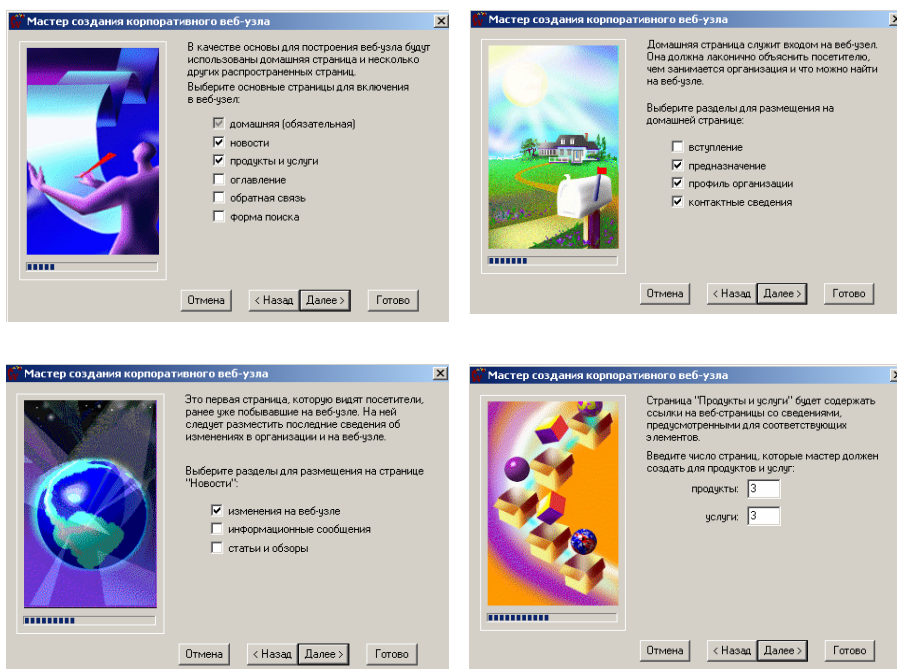 Мастер создания корпоративного веб-узла
В качестве основы для построения веб-узла будут
использованы домашняя страница и несколько
других распространенных страниц.
Выберите основные страницы для включения
в веб-узел:
домашняя (обязательная)
новости
продукты и услуги
оглавление
обратная связь
форма поиска
Отмена
< Назад
Далее >
Готово
Мастер создания корпоративного веб-узла
Домашняя страница служит входом на веб-узел.
Она должна лаконично объяснить посетителю,
чем занимается организация и что можно найти
на веб-узле.
Выберите разделы для размещения на
домашней странице:
вступление
предназначение
профиль организации
контактные сведения
Отмена
< Назад
Далее >
Готово
Мастер создания корпоративного веб-узла
Это первая страница, которую видят посетители,
ранее уже побывавшие на веб-узле. На ней
следует разместить последние сведения об
изменениях в организации и на веб-узле.
Выберите разделы для размещения на странице
"Новости":
изменения на веб-узле
информационные сообщения
статьи и обзоры
Отмена
< Назад
Далее >
Готово
Мастер создания корпоративного веб-узла
Страница "Продукты и услуги" будет содержать
ссылки на веб-страницы со сведениями,
предусмотренными для соответствующих
элементов.
Введите число страниц, которые мастер должен
создать для продуктов и услуг:
продукты: 3
услуги: 3
Отмена
< Назад
Далее >
Готово